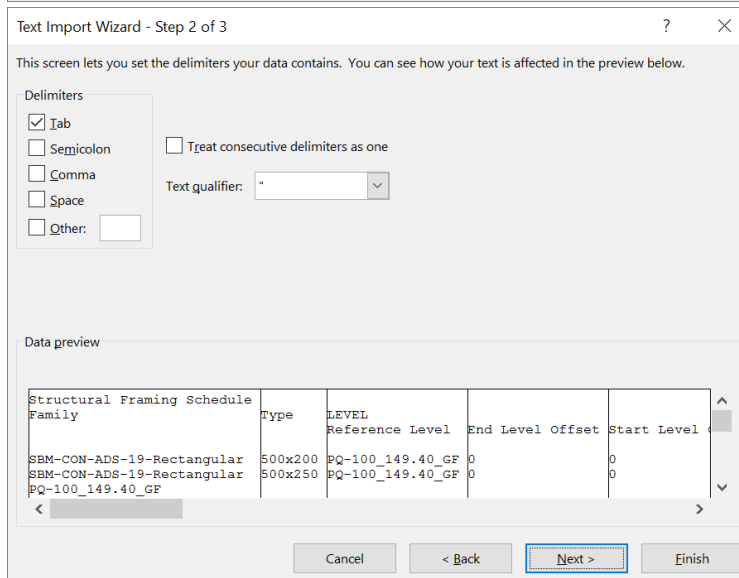 Text Import Wizard - Step 2 of 3
?
This screen lets you set the delimiters your data contains.  You can see how your text is affected in the preview below.
Delimiters
Tab
Semicolon
Comma
Space
Other:
Treat consecutive delimiters as one
Text qualifier: "
Data preview
Structural Framing Schedule
Family Type LEVEL
Reference Level End Level Offset Start Level
SBM-CON-ADS-19-Rectangular 500x200 PQ-100_149.40_GF 0 0
SBM-CON-ADS-19-Rectangular 500x250 PQ-100_149.40_GF 0 0
PQ-100_149.40_GF
Cancel < Back Next > Finish